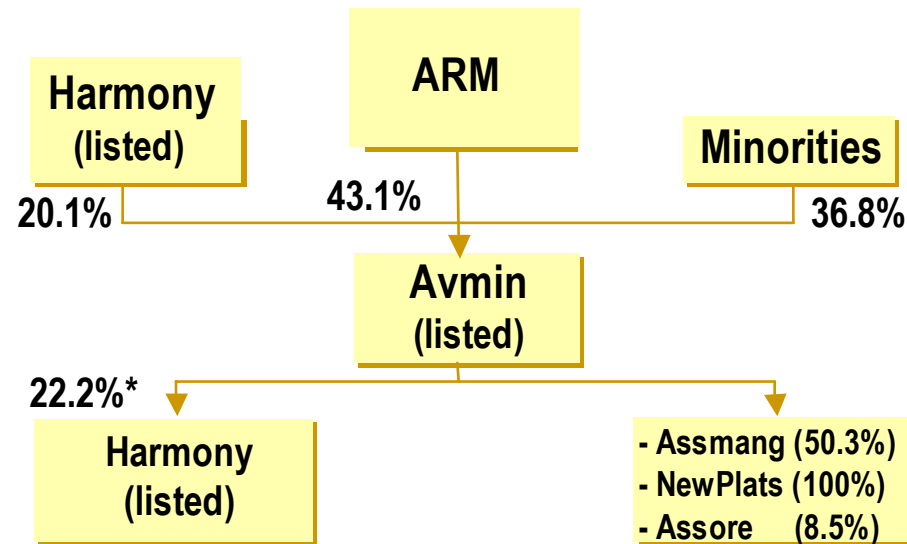 Harmony
(listed)
ARM
Minorities
20.1%
43.1%
36.8%
Avmin
(listed)
22.2%*
Harmony
(listed)
- Assmang (50.3%)
- NewPlats (100%)
- Assore (8.5%)